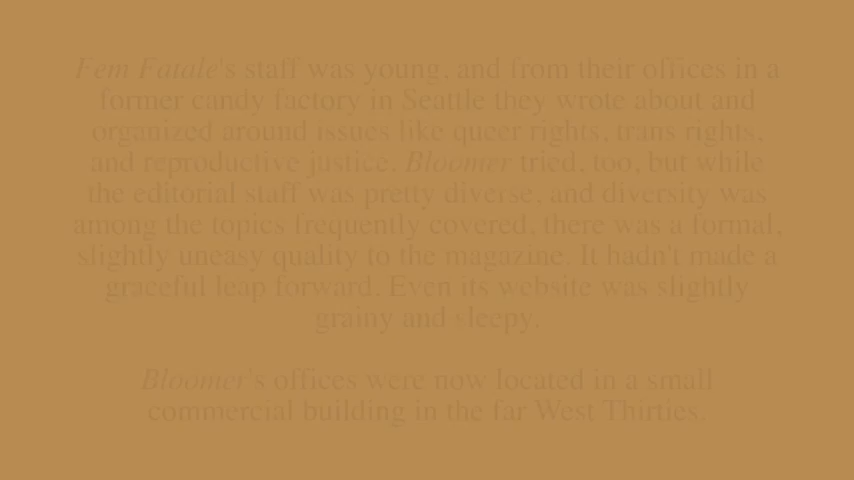 Fem Fatale's staff was young, and from their offices in a
former candy factory in Seattle they wrote about and
organized around issues like queer rights, trans rights,
and reproductive justice. Bloomer tried, too, but while
the editorial staff was pretty diverse, and diversity was
among the topics frequently covered, there was a formal,
slightly uneasy quality to the magazine. It hadn't made a
graceful leap forward. Even its website was slightly
grainy and sleepy.
Bloomer's offices were now located in a small
commercial building in the far West Thirties.